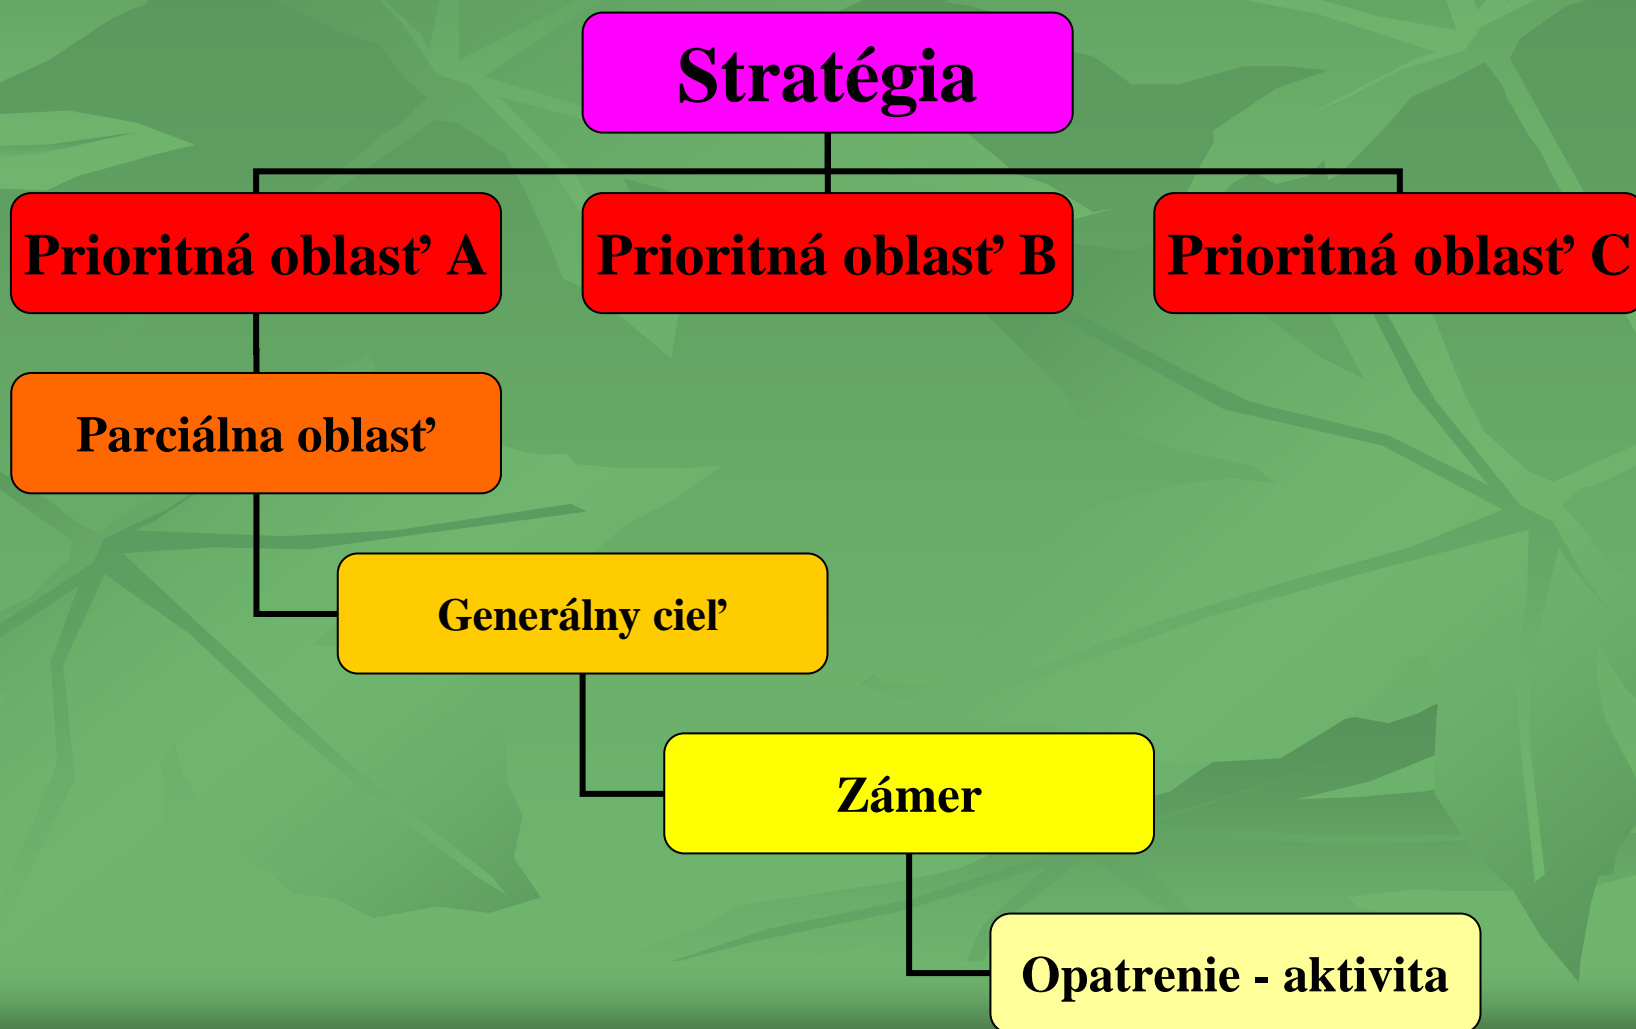 Stratégia
Prioritná oblasť A
Prioritná oblasť B
Prioritná oblasť C
Parciálna oblasť
Generálny cieľ
Zámer
Opatrenie - aktivita